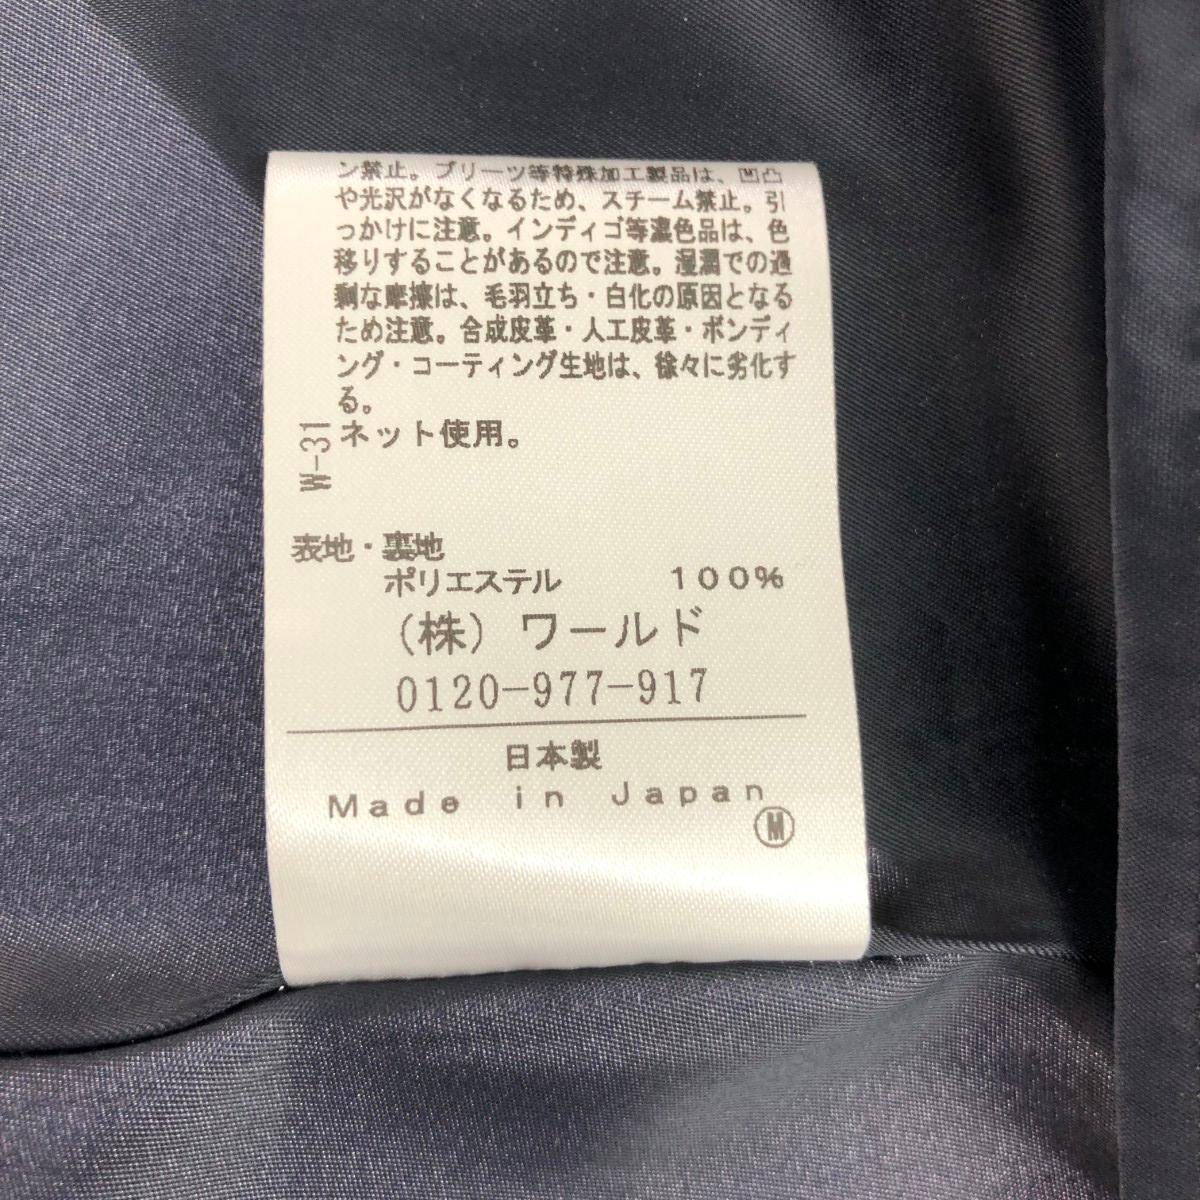 ン禁止。プリーツ等特殊加工製品は、凹凸
や光沢がなくなるため、スチーム禁止。引
っかけに注意。インディゴ等濃色品は、色
移りすることがあるので注意。湿潤での過
剰な摩擦は、毛羽立ち・白化の原因となる
ため注意。合成皮革・人工皮革・ボンディ
ング・コーティング生地は、徐々に劣化す
る。
ネット使用。
W-31
表地・裏地
ポリエステル 100%
(株) ワールド
0120-977-917
日本製
Made in Japan
M